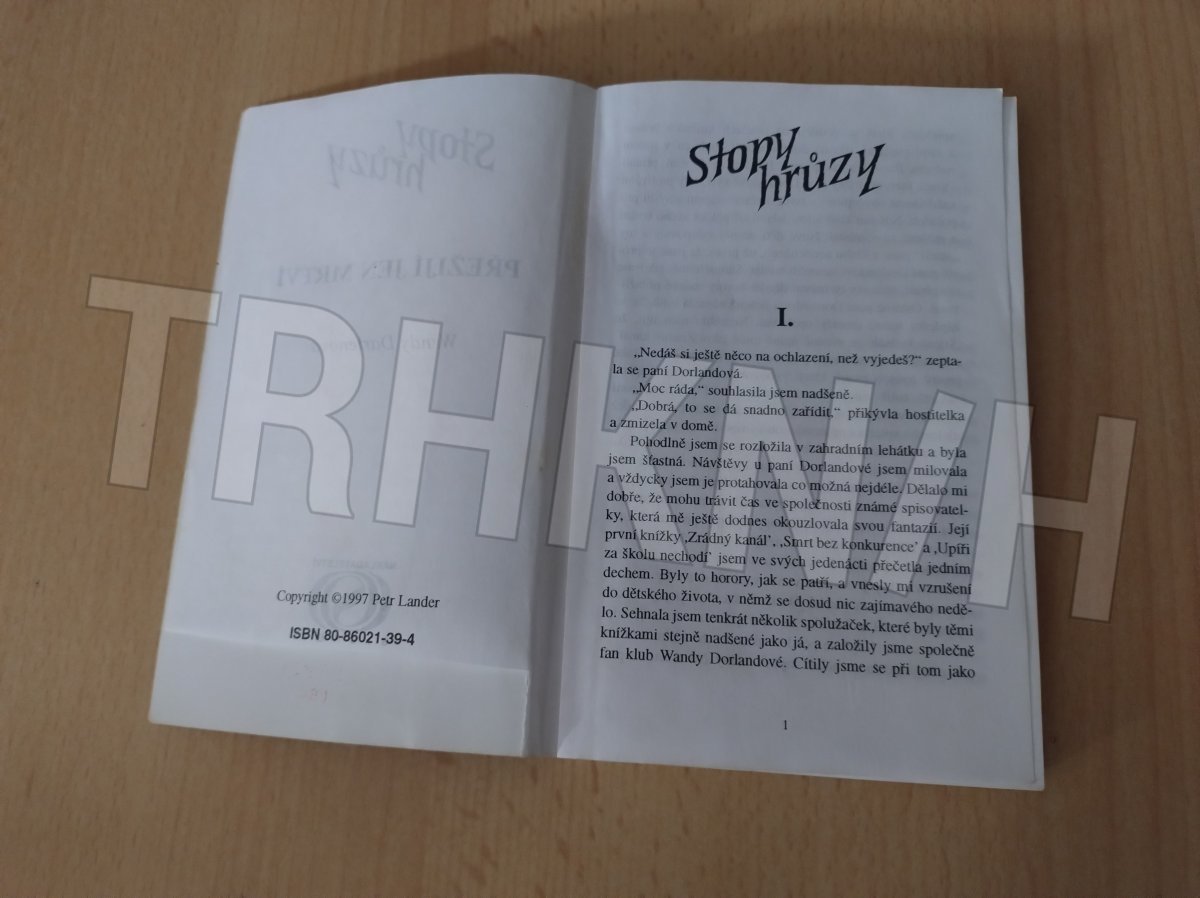 Stopy
hrůzy
PŘEŽIJÍ JEN MRTVÍ
Wendy
Copyright ©1997 Petr Lander
ISBN 80-86021-39-4
Stopy
hrůzy
I.
„Nedáš si ještě něco na ochlazení, než vyjedeš?“ zepta-
la se paní Dorlandová.
„Moc ráda,“ souhlasila jsem nadšeně.
„Dobrá, to se dá snadno zařídit,“ přikývla hostitelka
a zmizela v domě.
Pohodlně jsem se rozložila v zahradním lehátku a byla
jsem šťastná. Návštěvy u paní Dorlandové jsem milovala
a vždycky jsem je protahovala co možná nejdéle. Dělalo mi
dobře, že mohu trávit čas ve společnosti známé spisovatel-
ky, která mě ještě dodnes okouzlovala svou fantazií. Její
první knížky ‚Zrádný kanál’, ‚Smrt bez konkurence’ a ‚Upíři
za školu nechodí’ jsem ve svých jedenácti přečetla jedním
dechem. Byly to horory, jak se patří, a vnesly mi vzrušení
do dětského života, v němž se dosud nic zajímavého nedě-
lo. Sehnala jsem tenkrát několik spolužaček, které byly těmi
knížkami stejně nadšené jako já, a založily jsme společně
fan klub Wandy Dorlandové. Cítily jsme se při tom jako
1
TRHKNIH